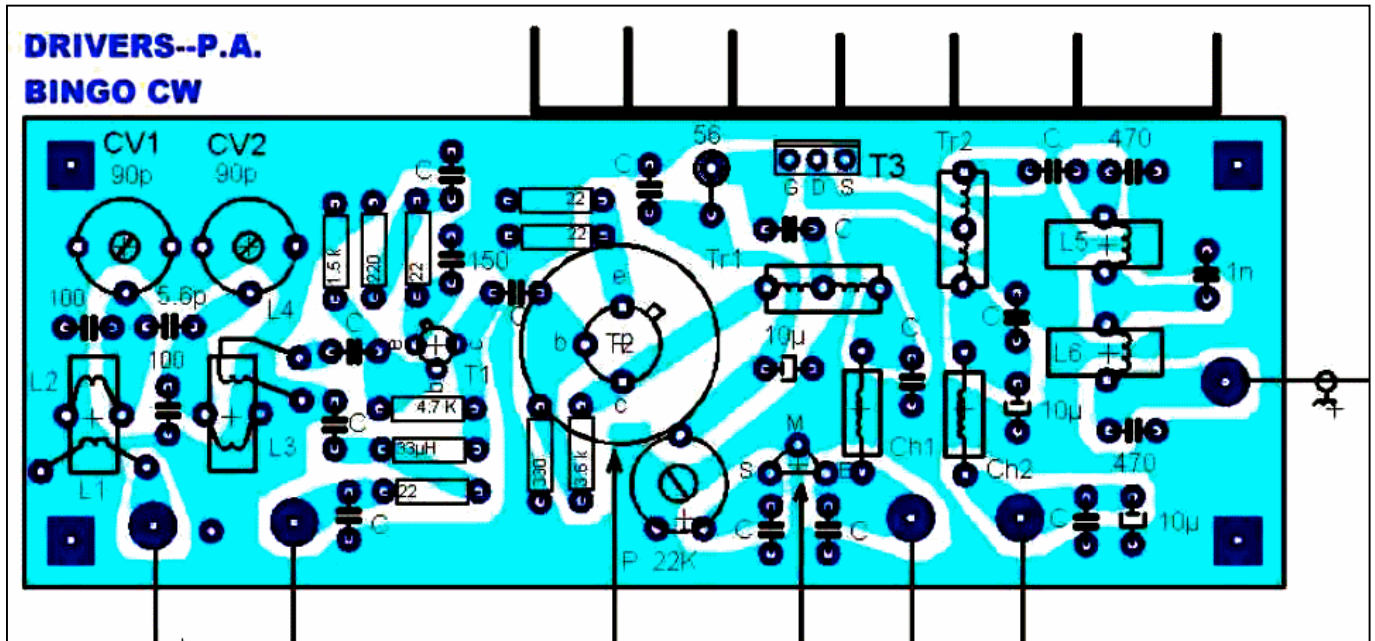 DRIVERS--P.A.
BINGO CW
CV1
90p
CV2
90p
C
56
C
T3
G D S
Tr2
C
470
22
22
1.5 k
220
22
C
150
C
Tr1
L5
1n
100
5.6p
L4
C
e
b
c
10µ
C
C
L6
100
e
c
b
T1
L2
4.7 K
C
L3
33µH
330
3.6 k
M
S
E
Ch1
10µ
Ch2
470
L1
22
C
C
C
C
10µ
P 22K